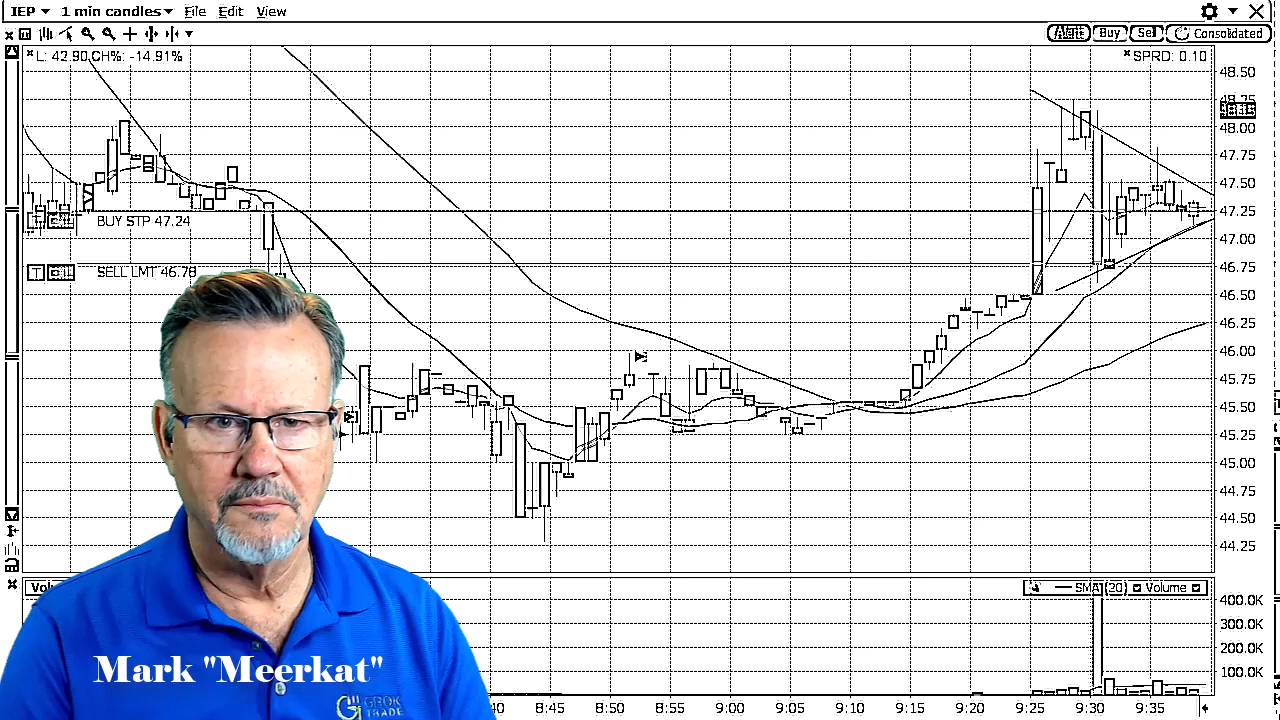 IEP 1 min candles File Edit View
Buy Sell Consolidated
L: 42.90 CH%: -14.91%
SPRD: 0.10
48.50
48.25
48.00
47.75
47.50
BUY STP 47.24
47.25
47.00
SELL LMT 46.78
46.75
46.50
46.25
46.00
45.75
45.50
45.25
45.00
44.75
44.50
44.25
Volu
SMA (20) Volume
400.0K
300.0K
200.0K
100.0K
Mark "Meerkat"
GROK
TRADE
:40 8:45 8:50 8:55 9:00 9:05 9:10 9:15 9:20 9:25 9:30 9:35